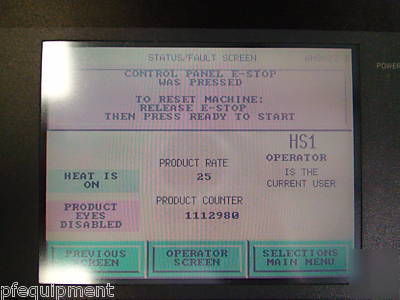 STATUS/FAULT SCREEN
POWER
CONTROL PANEL E-STOP
WAS PRESSED
TO RESET MACHINE:
RELEASE E-STOP
THEN PRESS READY TO START
HS1
OPERATOR
IS THE
CURRENT USER
PRODUCT RATE
25
HEAT IS
ON
PRODUCT COUNTER
1112980
PRODUCT
EYES
DISABLED
PREVIOUS
SCREEN
OPERATOR
SCREEN
SELECTIONS
MAIN MENU
pfequipment